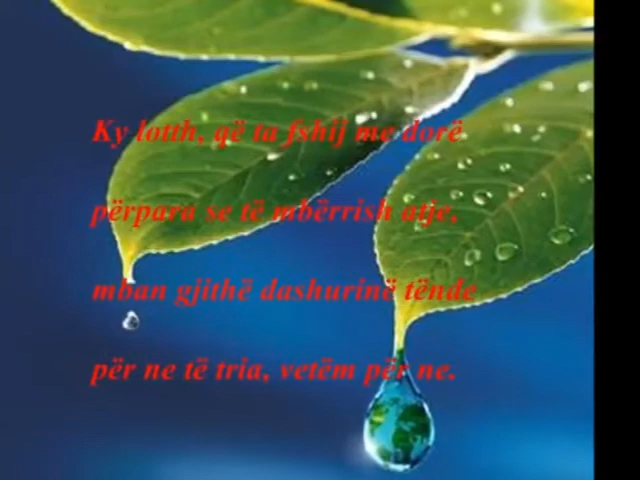 Ky lotth, që ta fshij me dorë
përpara se të mbërrish atje,
mban gjithë dashurinë tënde
për ne të tria, vetëm për ne.